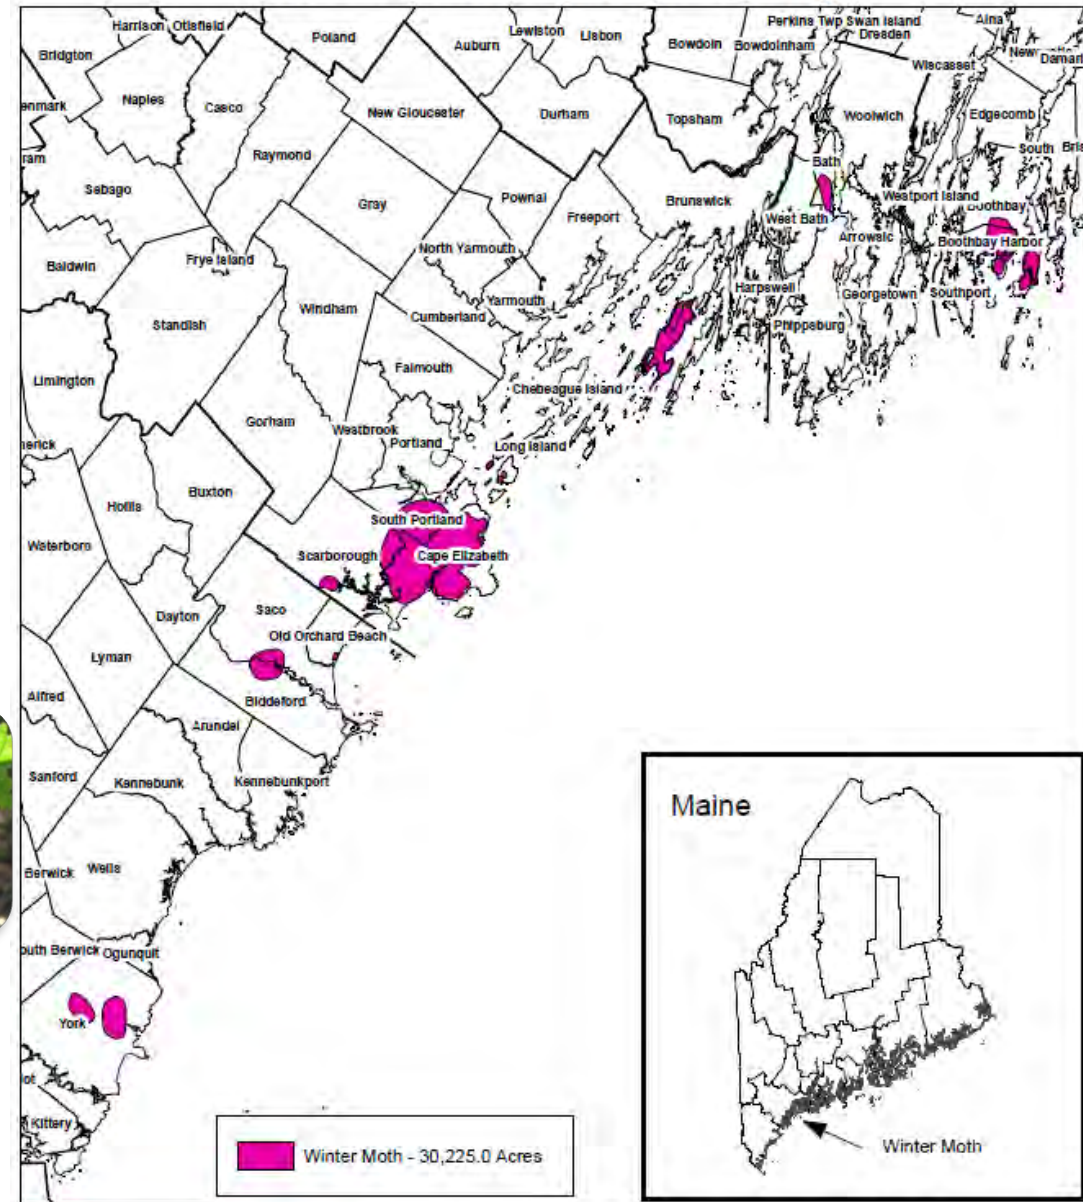 Harrison
Otisfield
Poland
Auburn
Lewiston
Lisbon
Bowdoin
Bowdoinham
Perkins Twp Swan Island
Dresden
Alna
Bridgton
Naples
Casco
New Gloucester
Durham
Topsham
Wiscasset
Woolwich
Edgecomb
South
Raymond
Sebago
Gray
Pownal
Freeport
Brunswick
Bath
West Bath
Westport Island
Boothbay
Arrowsic
Boothbay Harbor
Baldwin
Frye Island
North Yarmouth
Yarmouth
Harpswell
Georgetown
Southport
Standish
Windham
Cumberland
Phippsburg
Limington
Falmouth
Chebeague Island
Gorham
Westbrook
Portland
Long Island
Buxton
Hollis
South Portland
Waterboro
Scarborough
Cape Elizabeth
Dayton
Saco
Old Orchard Beach
Lyman
Alfred
Biddeford
Arundel
Sanford
Kennebunk
Kennebunkport
Wells
Berwick
outh Berwick
Ogunquit
York
Kittery
Winter Moth - 30,225.0 Acres
Maine
Winter Moth